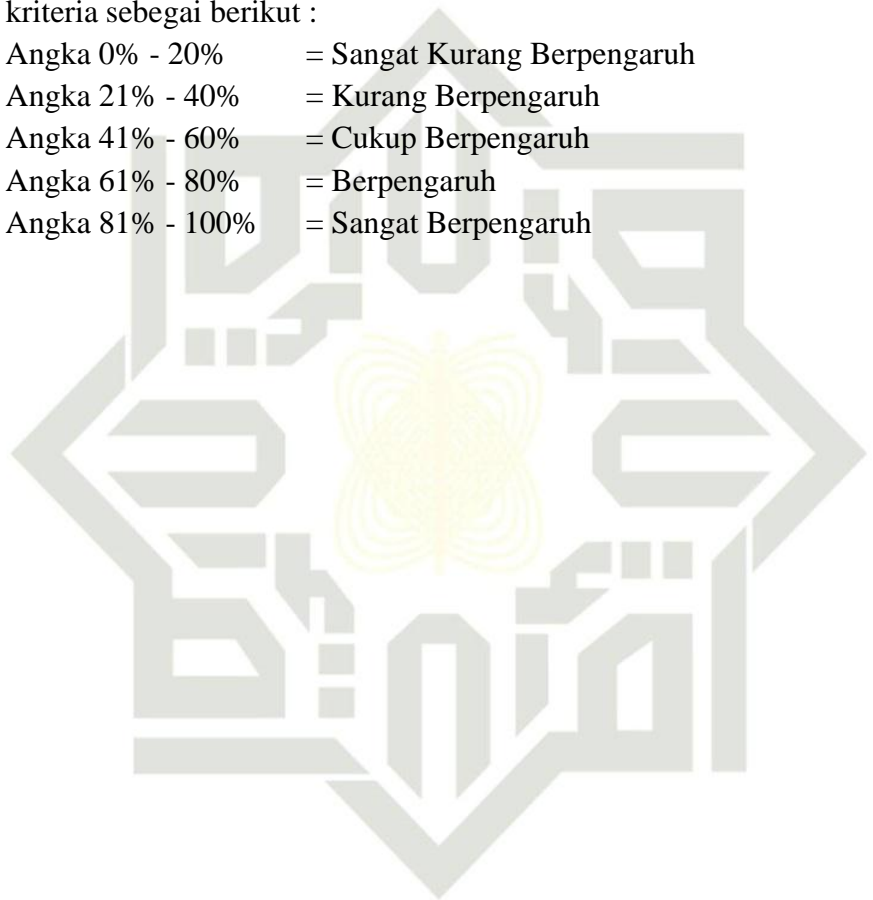 kriteria sebegai berikut :
Angka 0% - 20% = Sangat Kurang Berpengaruh
Angka 21% - 40% = Kurang Berpengaruh
Angka 41% - 60% = Cukup Berpengaruh
Angka 61% - 80% = Berpengaruh
Angka 81% - 100% = Sangat Berpengaruh